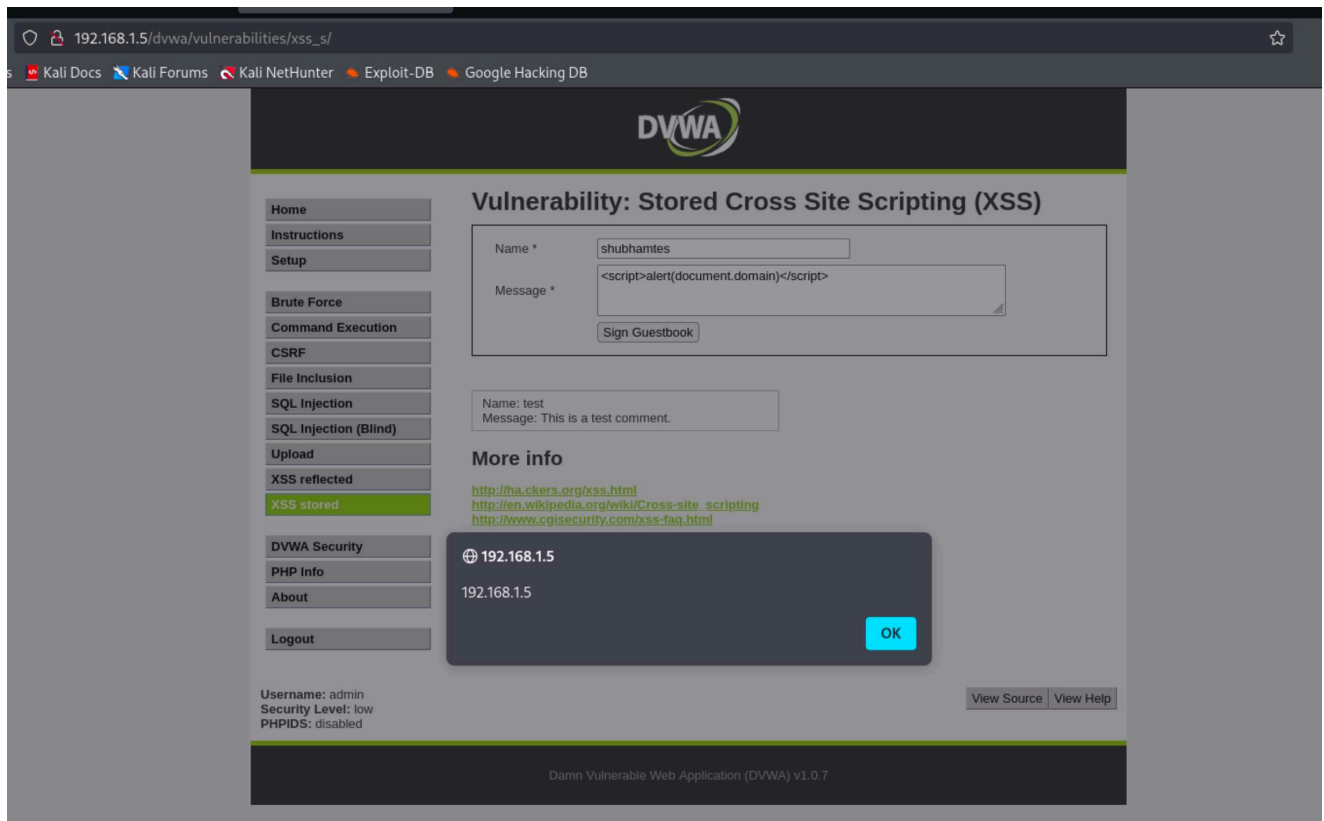 192.168.1.5/dvwa/vulnerabilities/xss_s/
s Kali Docs Kali Forums Kali NetHunter Exploit-DB Google Hacking DB
DVWA
Home
Instructions
Setup
Brute Force
Command Execution
CSRF
File Inclusion
SQL Injection
SQL Injection (Blind)
Upload
XSS reflected
XSS stored
DVWA Security
PHP Info
About
Logout
Vulnerability: Stored Cross Site Scripting (XSS)
Name * shubhamtes
Message * <script>alert(document.domain)</script>
Sign Guestbook
Name: test
Message: This is a test comment.
More info
http://ha.ckers.org/xss.html
http://en.wikipedia.org/wiki/Cross-site_scripting
http://www.cgisecurity.com/xss-faq.html
192.168.1.5
192.168.1.5
OK
Username: admin
Security Level: low
PHPIDS: disabled
View Source View Help
Damn Vulnerable Web Application (DVWA) v1.0.7